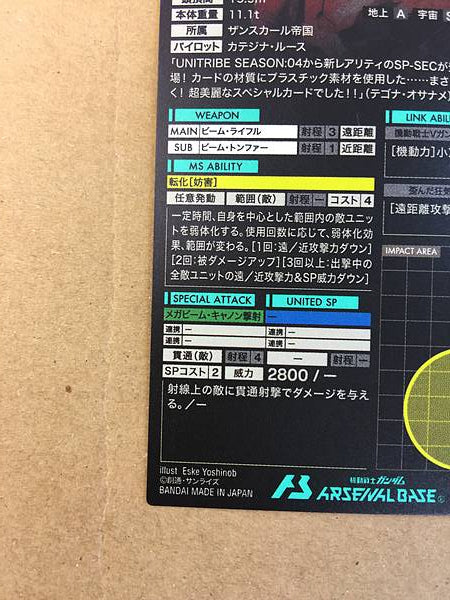 本体重量 11.1t 地上 A 宇宙 S
所属 ザンスカール帝国
パイロット カテジナ・ルース
「UNITRIBE SEASON:04から新レアリティのSP-SECが
場! カードの材質にプラスチック素材を使用した……まさ
く! 超美麗なスペシャルカードでした!!」(テゴナ・オサナメ
WEAPON
MAIN ビーム・ライフル 射程 3 遠距離
SUB ビーム・トンファー 射程 1 近距離
MS ABILITY
転化[妨害]
任意発動 範囲(敵) 射程 ー コスト 4
一定時間、自身を中心とした範囲内の敵ユニッ
トを弱体化する。使用回数に応じて、弱体化効
果、範囲が変わる。[1回:遠/近攻撃力ダウン]
[2回:被ダメージアップ][3回以上:出撃中の
全敵ユニットの遠/近攻撃力&SP威力ダウン]
LINK ABIL
機動戦士Vガン
[機動力]小
歪んだ狂気
[遠距離攻撃
IMPACT AREA
SPECIAL ATTACK UNITED SP
メガビーム・キャノン撃射 ー
連携 ー 連携 ー
連携 ー 連携 ー
貫通(敵) 射程 4 ー 射程 ー
SPコスト 2 威力 2800 / ー
射線上の敵に貫通射撃でダメージを与え
る。/ー
illust Eske Yoshinob
©創通・サンライズ
BANDAI MADE IN JAPAN
機動戦士ガンダム
ARSENAL BASE